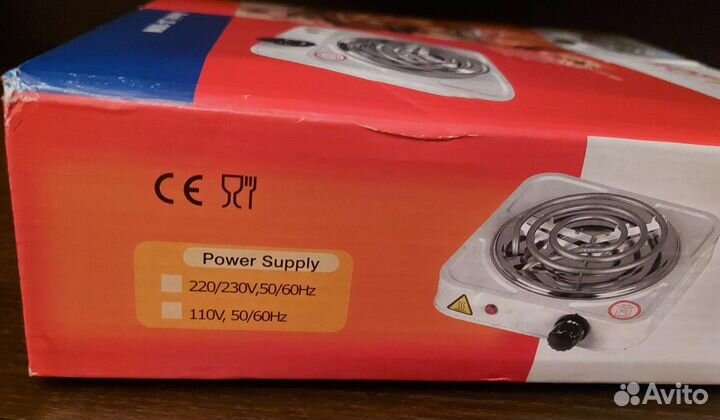 CE
Power Supply
220/230V,50/60Hz
110V, 50/60Hz
Avito